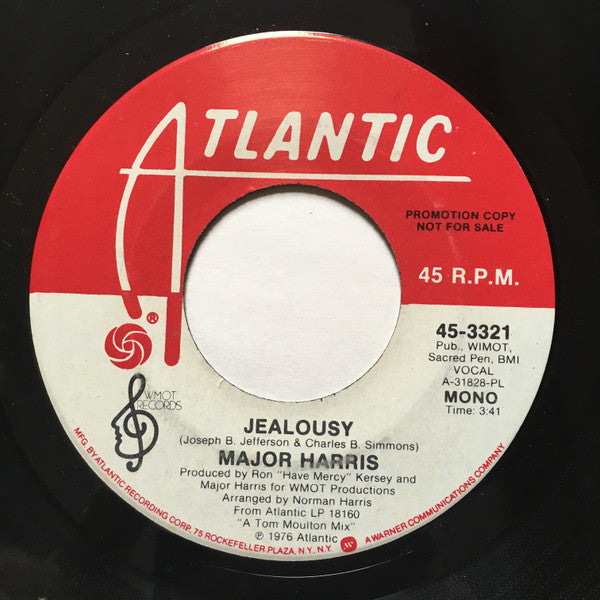 ATLANTIC
PROMOTION COPY
NOT FOR SALE
45 R.P.M.
®
45-3321
Pub., WIMOT,
Sacred Pen, BMI
VOCAL
A-31828-PL
MONO
Time: 3:41
WMOT
RECORDS
JEALOUSY
(Joseph B. Jefferson & Charles B. Simmons)
MAJOR HARRIS
Produced by Ron "Have Mercy" Kersey and
Major Harris for WMOT Productions
Arranged by Norman Harris
From Atlantic LP 18160
"A Tom Moulton Mix"
℗ 1976 Atlantic
MFG. BY ATLANTIC RECORDING CORP. 75 ROCKEFELLER PLAZA, N.Y., N.Y. A WARNER COMMUNICATIONS COMPANY